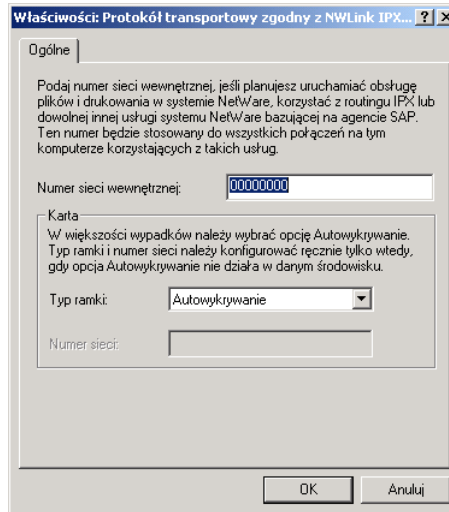 Właściwości: Protokół transportowy zgodny z NWLink IPX...
Ogólne
Podaj numer sieci wewnętrznej, jeśli planujesz uruchamiać obsługę
plików i drukowania w systemie NetWare, korzystać z routingu IPX lub
dowolnej innej usługi systemu NetWare bazującej na agencie SAP.
Ten numer będzie stosowany do wszystkich połączeń na tym
komputerze korzystających z takich usług.
Numer sieci wewnętrznej: 00000000
Karta
W większości wypadków należy wybrać opcję Autowykrywanie.
Typ ramki i numer sieci należy konfigurować ręcznie tylko wtedy,
gdy opcja Autowykrywanie nie działa w danym środowisku.
Typ ramki: Autowykrywanie
Numer sieci:
OK Anuluj